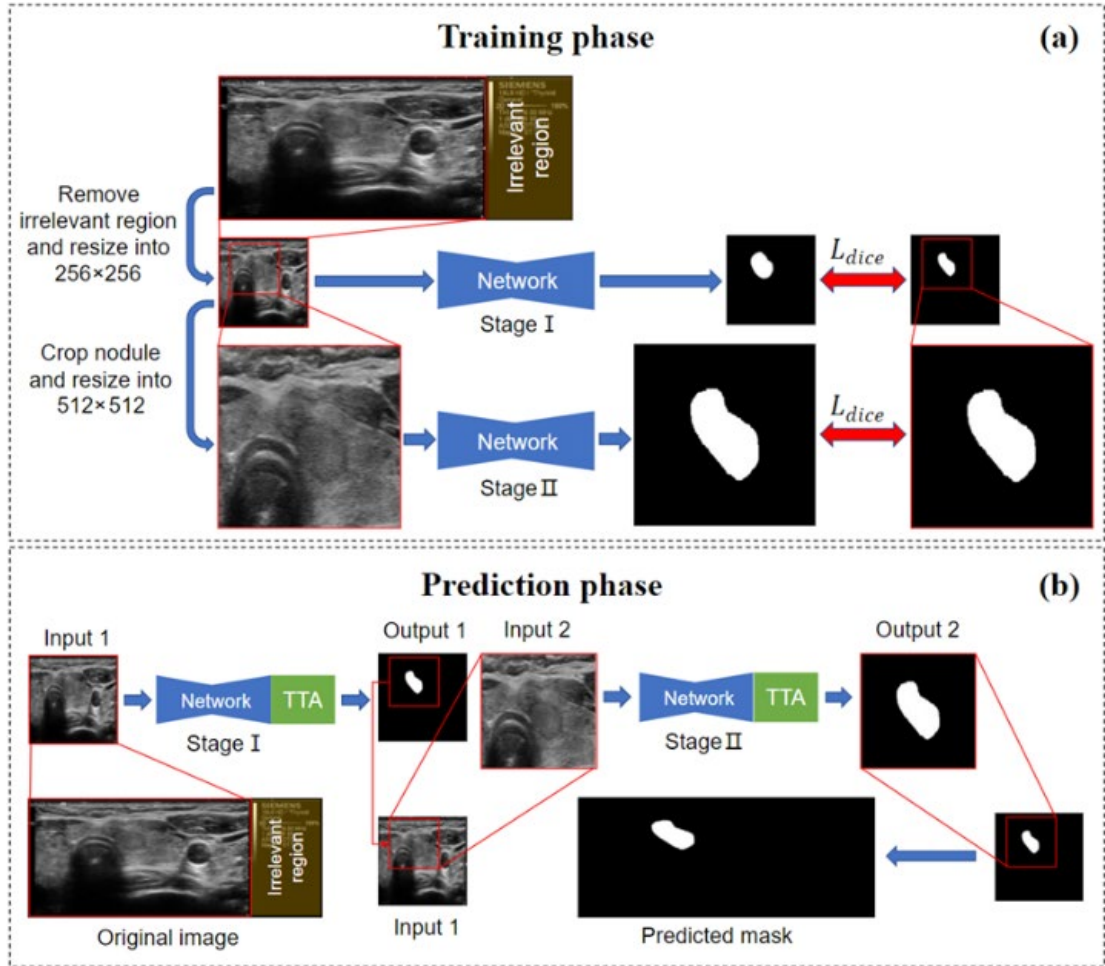 Training phase
(a)
SIEMENS
Irrelevant
region
Remove
irrelevant region
and resize into
256×256
Network
Stage I
L_dice
Crop nodule
and resize into
512×512
Network
Stage II
L_dice
Prediction phase
(b)
Input 1
Output 1
Input 2
Output 2
Network
TTA
Stage I
Network
TTA
Stage II
SIEMENS
Irrelevant
region
Original image
Input 1
Predicted mask